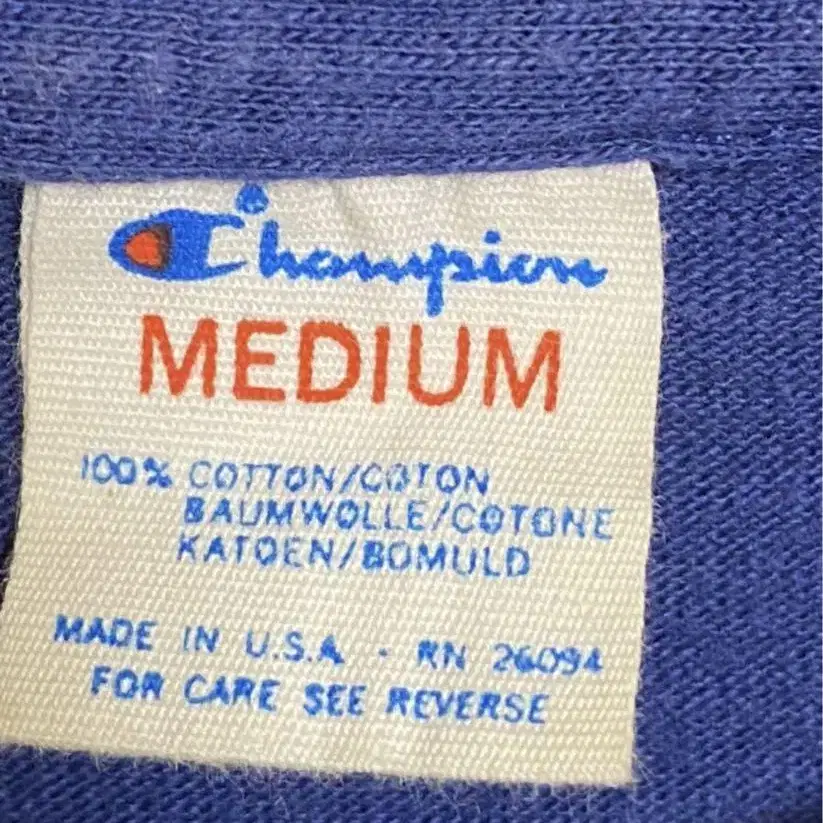 Champion
MEDIUM
100% COTTON/COTON
BAUMWOLLE/COTONE
KATOEN/BOMULD
MADE IN U.S.A. - RN 26094
FOR CARE SEE REVERSE